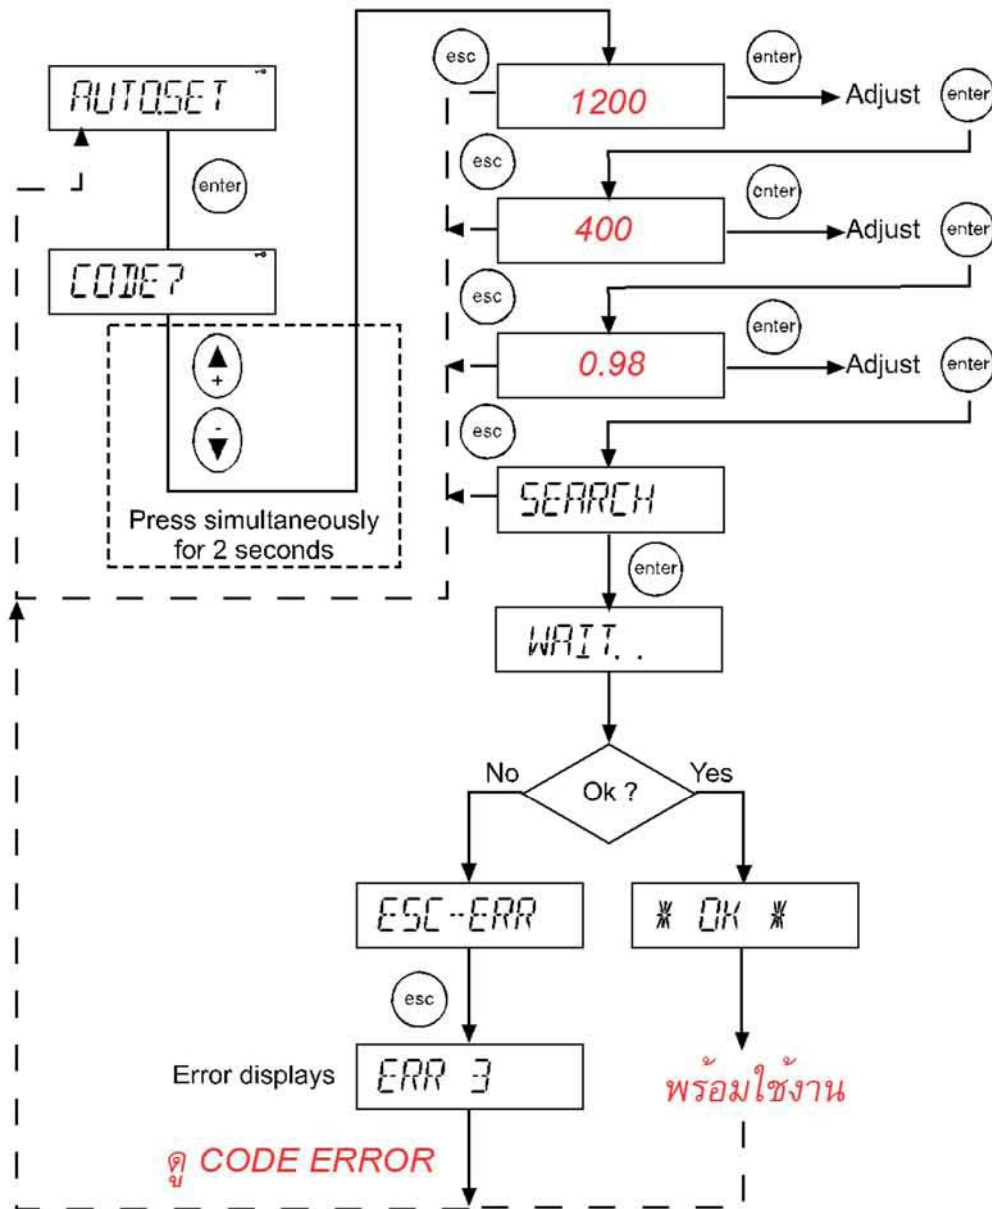 AUTO.SET
enter
CODE?
+
-
Press simultaneously
for 2 seconds
esc
1200
enter
Adjust
enter
esc
400
enter
Adjust
enter
esc
0.98
enter
Adjust
enter
esc
SEARCH
enter
WAIT..
No
Ok ?
Yes
ESC-ERR
* OK *
esc
Error displays
ERR 3
พร้อมใช้งาน
ดู CODE ERROR